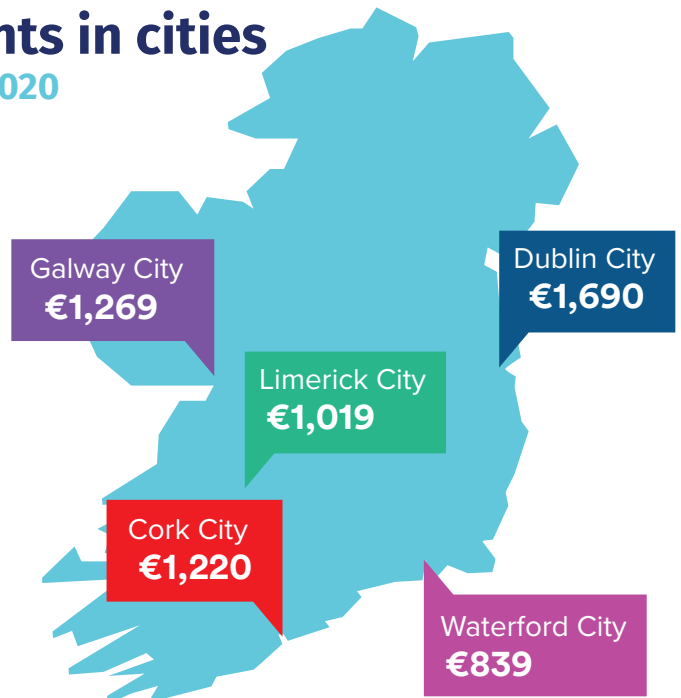 nts in cities
020
Galway City
€1,269
Dublin City
€1,690
Limerick City
€1,019
Cork City
€1,220
Waterford City
€839